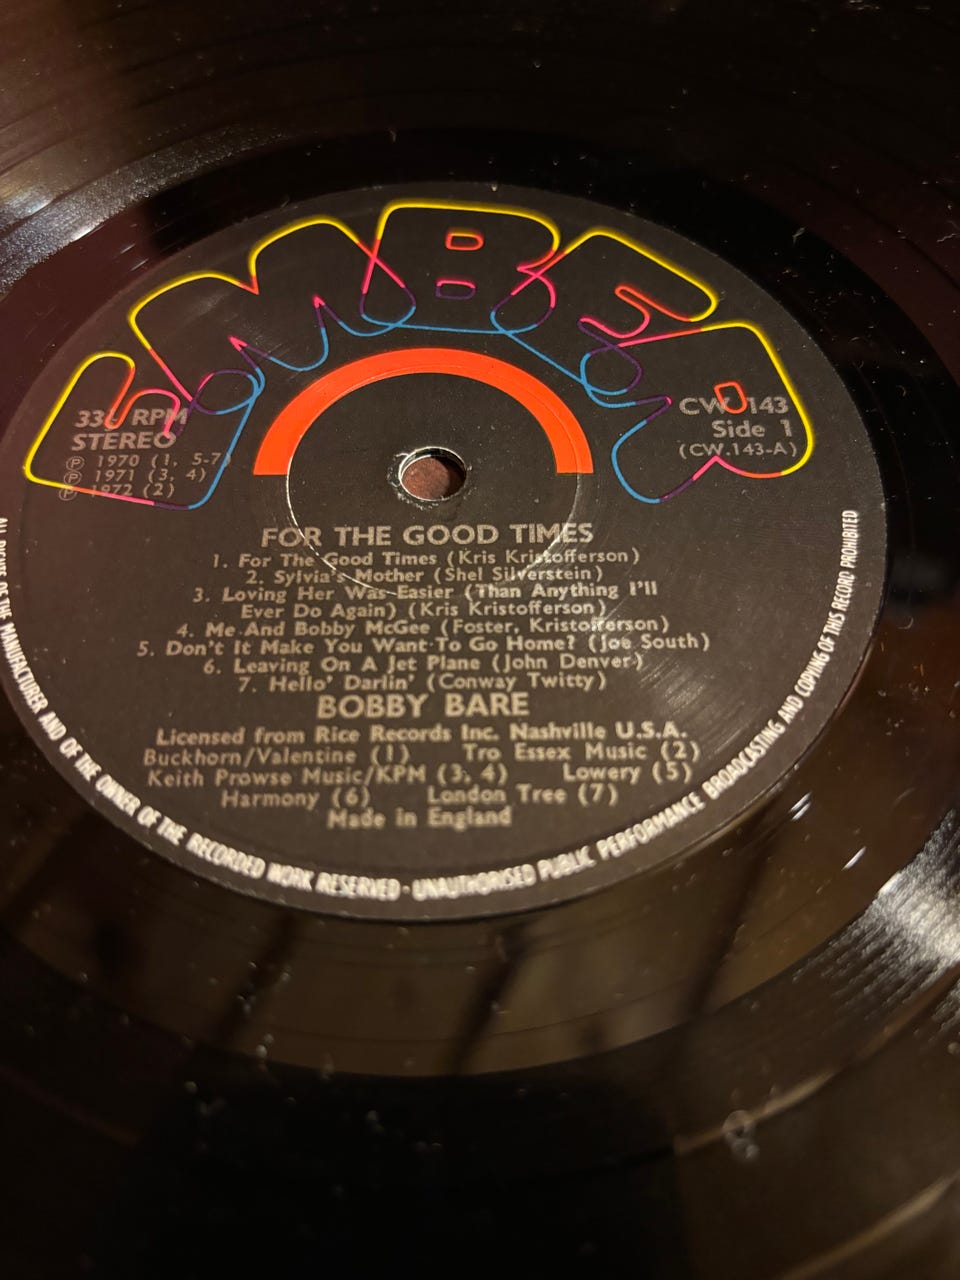 EMBER
33⅓ RPM
STEREO
℗ 1970 (1, 5-7)
℗ 1971 (3, 4)
℗ 1972 (2)
CW 143
Side 1
(CW.143-A)
FOR THE GOOD TIMES
1. For The Good Times (Kris Kristofferson)
2. Sylvia's Mother (Shel Silverstein)
3. Loving Her Was Easier (Than Anything I'll
Ever Do Again) (Kris Kristofferson)
4. Me And Bobby McGee (Foster, Kristofferson)
5. Don't It Make You Want To Go Home? (Joe South)
6. Leaving On A Jet Plane (John Denver)
7. Hello' Darlin' (Conway Twitty)
BOBBY BARE
Licensed from Rice Records Inc. Nashville U.S.A.
Buckhorn/Valentine (1) Tro Essex Music (2)
Keith Prowse Music/KPM (3, 4) Lowery (5)
Harmony (6) London Tree (7)
Made in England
ALL RIGHTS OF THE MANUFACTURER AND OF THE OWNER OF THE RECORDED WORK RESERVED · UNAUTHORISED PUBLIC PERFORMANCE BROADCASTING AND COPYING OF THIS RECORD PROHIBITED